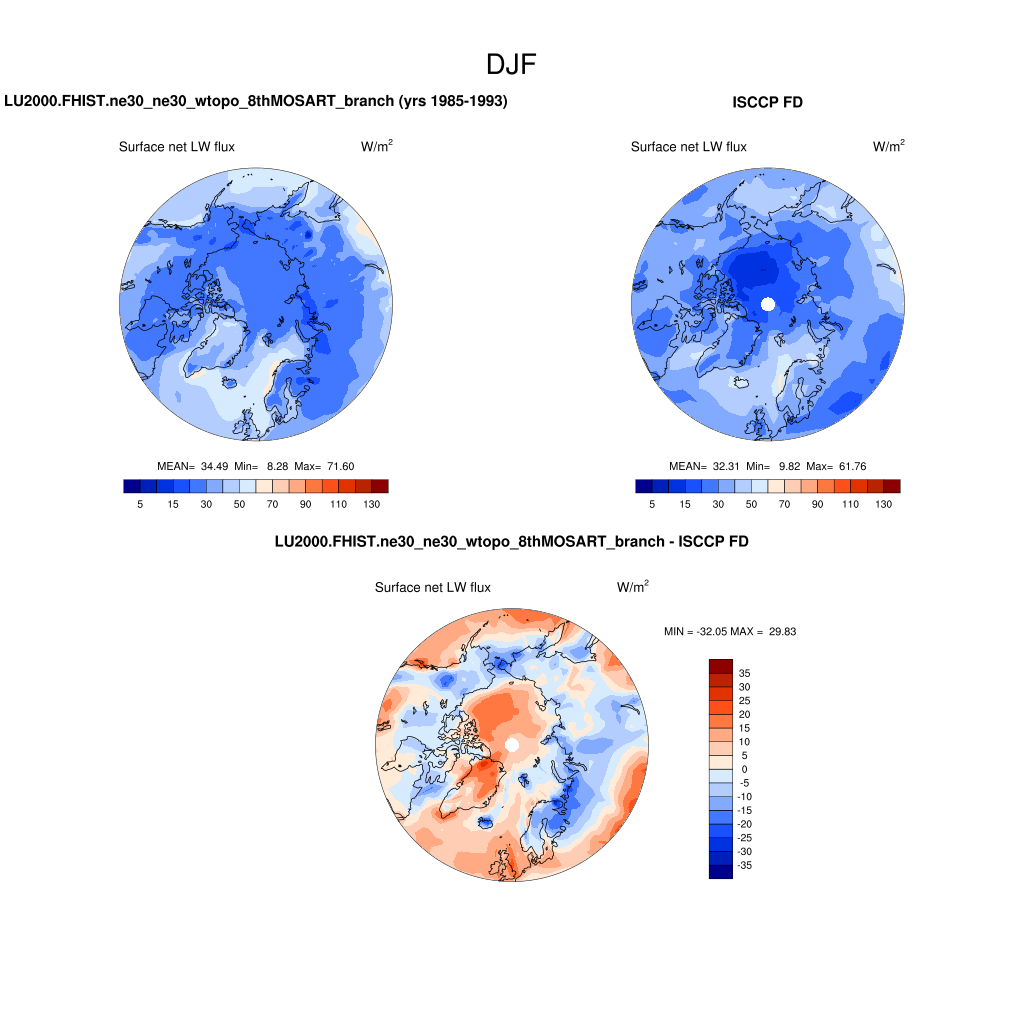 DJF
LU2000.FHIST.ne30_ne30_wtopo_8thMOSART_branch (yrs 1985-1993)
Surface net LW flux W/m²
MEAN= 34.49 Min= 8.28 Max= 71.60
5 15 30 50 70 90 110 130
ISCCP FD
Surface net LW flux W/m²
MEAN= 32.31 Min= 9.82 Max= 61.76
5 15 30 50 70 90 110 130
LU2000.FHIST.ne30_ne30_wtopo_8thMOSART_branch - ISCCP FD
Surface net LW flux W/m²
MIN = -32.05 MAX = 29.83
35
30
25
20
15
10
5
0
-5
-10
-15
-20
-25
-30
-35